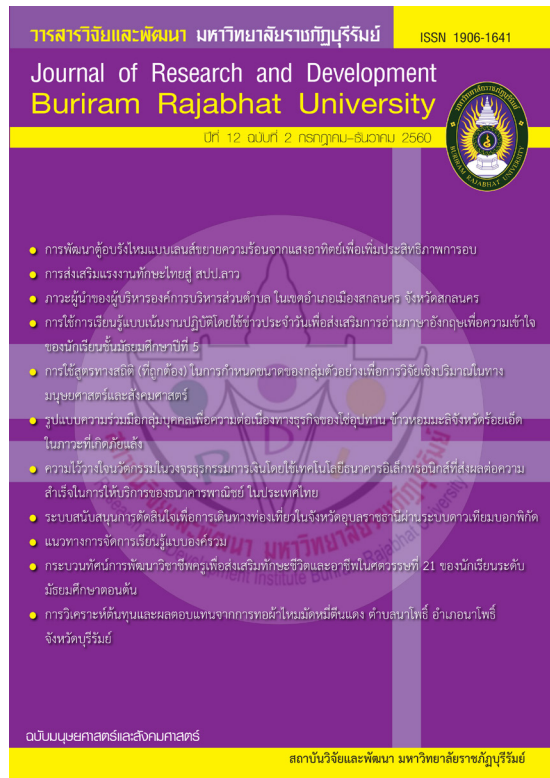 วารสารวิจัยและพัฒนา มหาวิทยาลัยราชภัฏบุรีรัมย์
ISSN 1906-1641
Journal of Research and Development
Buriram Rajabhat University
ปีที่ 12 ฉบับที่ 2 กรกฎาคม-ธันวาคม 2560
มหาวิทยาลัยราชภัฏบุรีรัมย์
BURIRAM RAJABHAT UNIVERSITY
• การพัฒนาตู้อบรังไหมแบบเลนส์ขยายความร้อนจากแสงอาทิตย์เพื่อเพิ่มประสิทธิภาพการอบ
• การส่งเสริมแรงงานทักษะไทยสู่ สปป.ลาว
• ภาวะผู้นำของผู้บริหารองค์การบริหารส่วนตำบล ในเขตอำเภอเมืองสกลนคร จังหวัดสกลนคร
• การใช้การเรียนรู้แบบเน้นงานปฏิบัติโดยใช้ข่าวประจำวันเพื่อส่งเสริมการอ่านภาษาอังกฤษเพื่อความเข้าใจ
ของนักเรียนชั้นมัธยมศึกษาปีที่ 5
• การใช้สูตรทางสถิติ (ที่ถูกต้อง) ในการกำหนดขนาดของกลุ่มตัวอย่างเพื่อการวิจัยเชิงปริมาณในทาง
มนุษยศาสตร์และสังคมศาสตร์
• รูปแบบความร่วมมือกลุ่มบุคคลเพื่อความต่อเนื่องทางธุรกิจของโซ่อุปทาน ข้าวหอมมะลิจังหวัดร้อยเอ็ด
ในภาวะที่เกิดภัยแล้ง
• ความไว้วางใจนวัตกรรมในวงจรธุรกรรมการเงินโดยใช้เทคโนโลยีธนาคารอิเล็กทรอนิกส์ที่ส่งผลต่อความ
สำเร็จในการให้บริการของธนาคารพาณิชย์ ในประเทศไทย
• ระบบสนับสนุนการตัดสินใจเพื่อการเดินทางท่องเที่ยวในจังหวัดอุบลราชธานีผ่านระบบดาวเทียมบอกพิกัด
• แนวทางการจัดการเรียนรู้แบบองค์รวม
• กระบวนทัศน์การพัฒนาวิชาชีพครูเพื่อส่งเสริมทักษะชีวิตและอาชีพในศตวรรษที่ 21 ของนักเรียนระดับ
มัธยมศึกษาตอนต้น
• การวิเคราะห์ต้นทุนและผลตอบแทนจากการทอผ้าไหมมัดหมี่ตีนแดง ตำบลนาโพธิ์ อำเภอนาโพธิ์
จังหวัดบุรีรัมย์
ฉบับมนุษยศาสตร์และสังคมศาสตร์
สถาบันวิจัยและพัฒนา มหาวิทยาลัยราชภัฏบุรีรัมย์